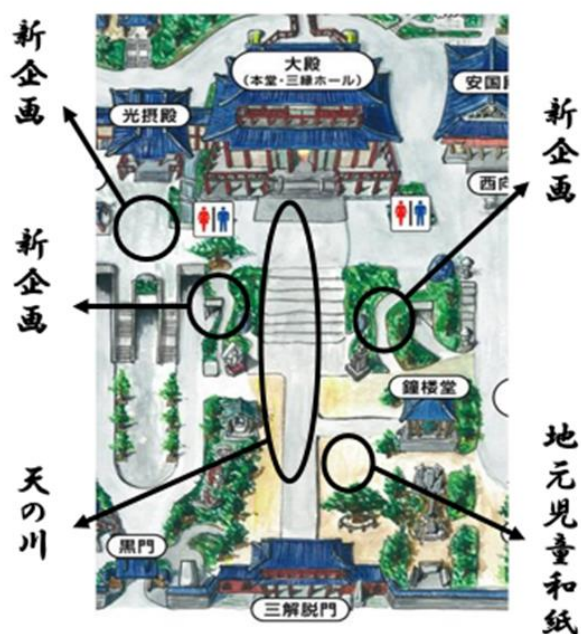 新企画
大殿
(本堂・三縁ホール)
安国
光摂殿
新企画
西向
新企画
鐘楼堂
天の川
地元児童和紙
黒門
三解脱門